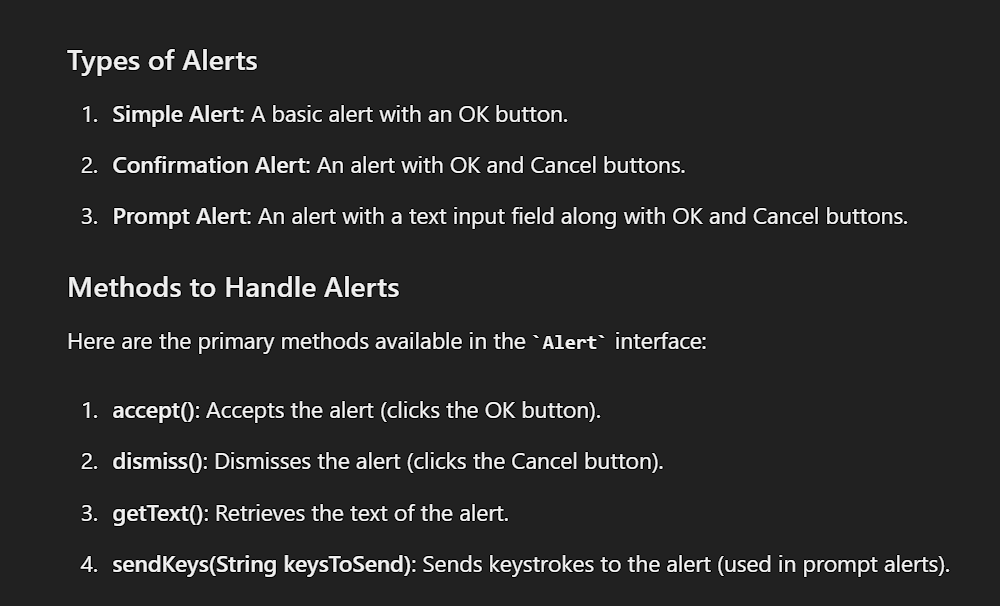 Types of Alerts
1. Simple Alert: A basic alert with an OK button.
2. Confirmation Alert: An alert with OK and Cancel buttons.
3. Prompt Alert: An alert with a text input field along with OK and Cancel buttons.
Methods to Handle Alerts
Here are the primary methods available in the `Alert` interface:
1. accept(): Accepts the alert (clicks the OK button).
2. dismiss(): Dismisses the alert (clicks the Cancel button).
3. getText(): Retrieves the text of the alert.
4. sendKeys(String keysToSend): Sends keystrokes to the alert (used in prompt alerts).